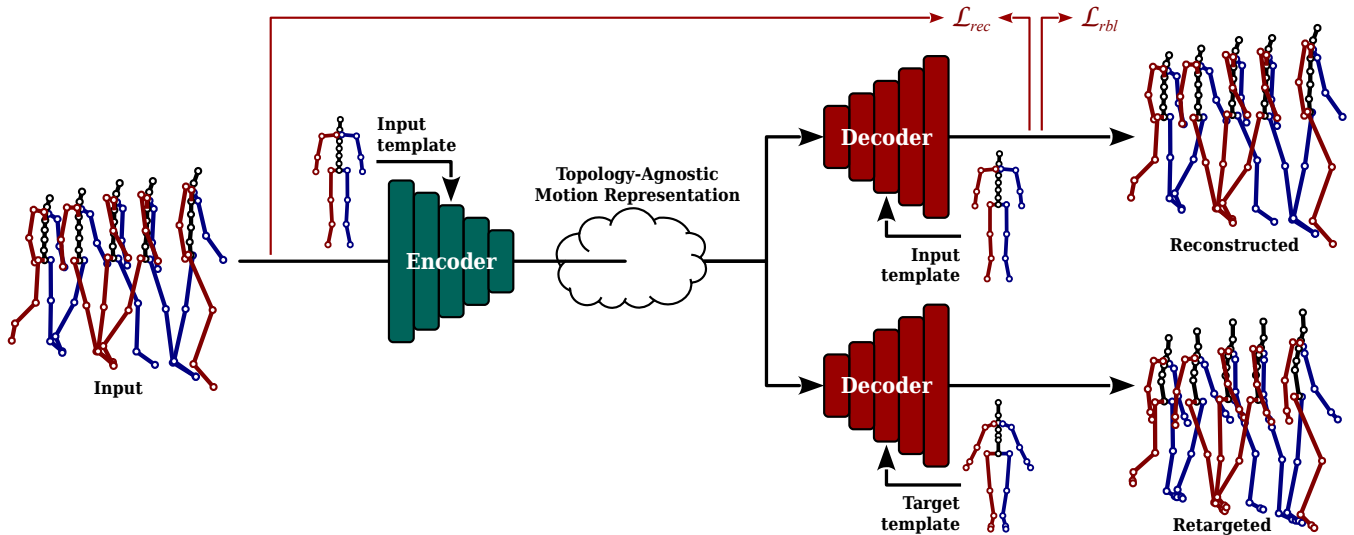 ℒrec
ℒrbl
Input
template
Decoder
Topology-Agnostic
Motion Representation
Encoder
Input
template
Reconstructed
Input
Decoder
Target
template
Retargeted